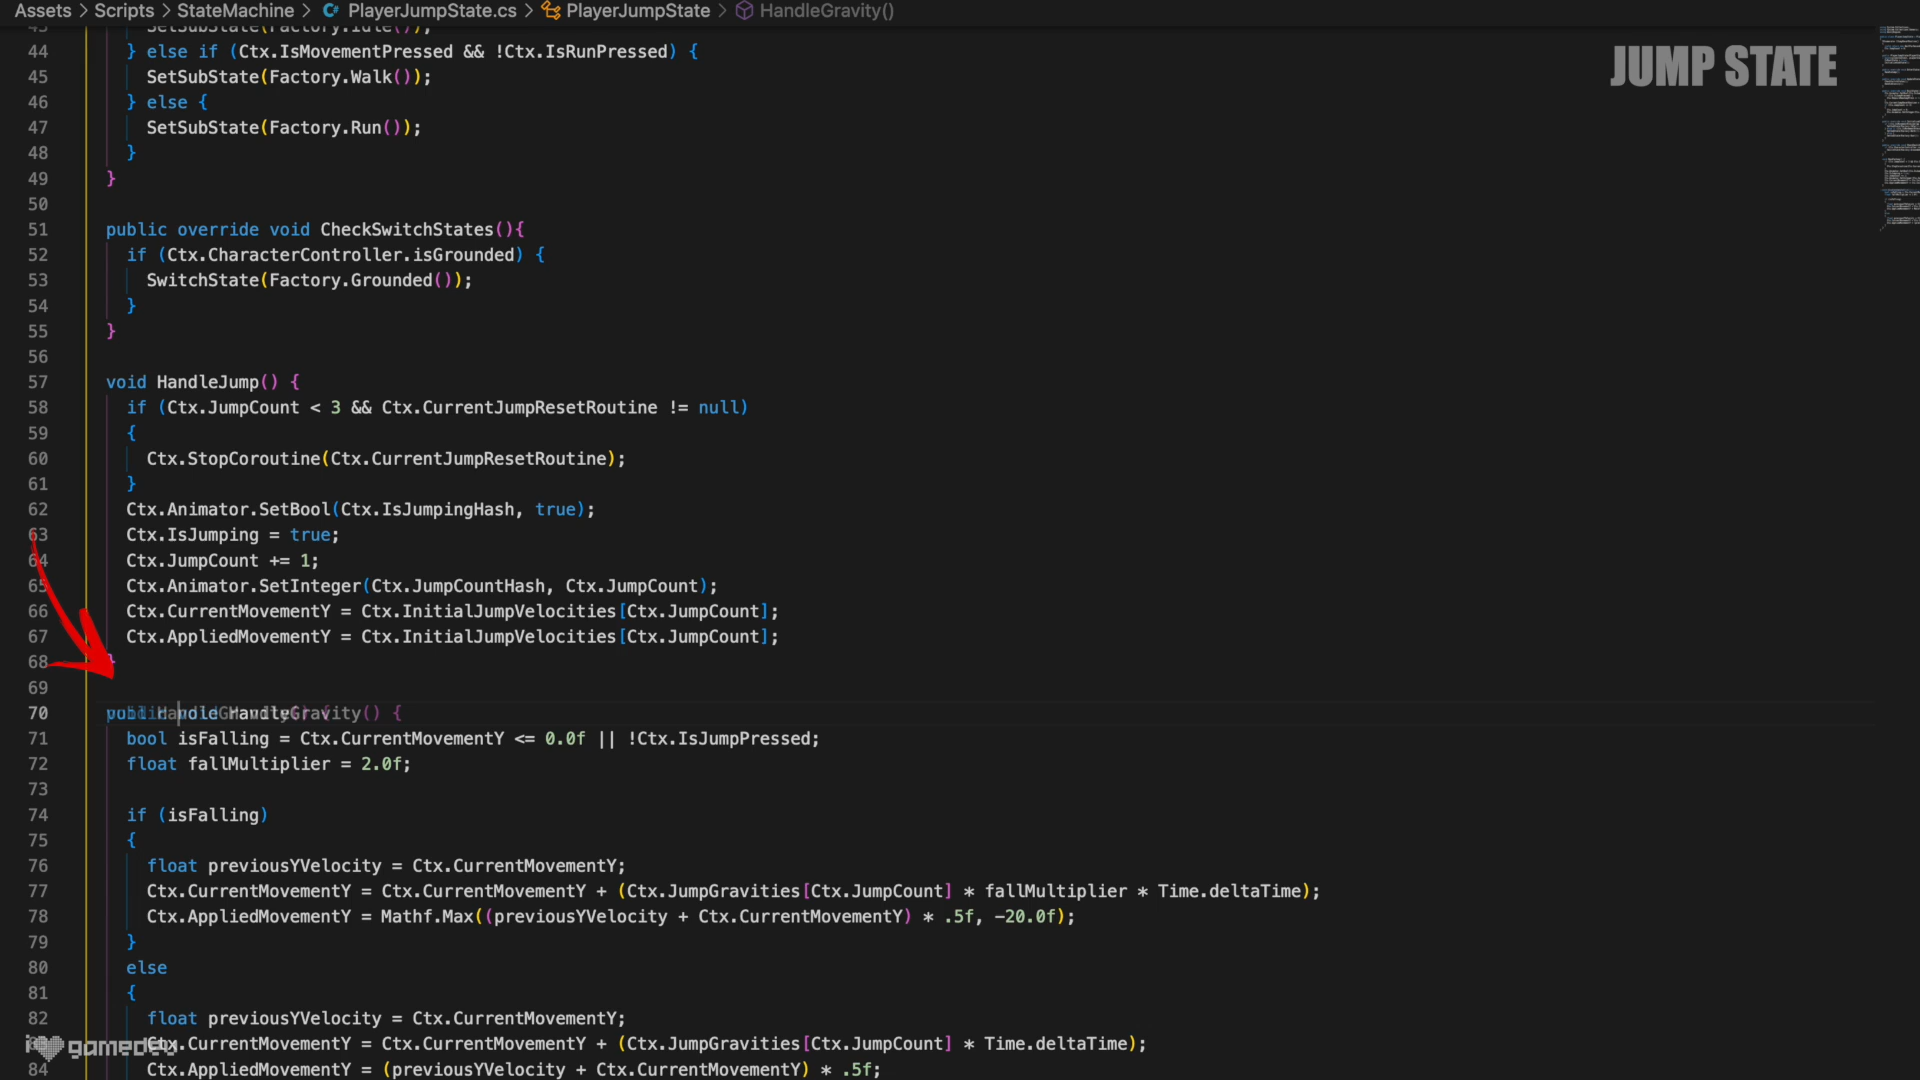 Assets > Scripts > StateMachine > PlayerJumpState.cs > PlayerJumpState > HandleGravity()
JUMP STATE
43 SetSubState(Factory.Idle());
44 } else if (Ctx.IsMovementPressed && !Ctx.IsRunPressed) {
45 SetSubState(Factory.Walk());
46 } else {
47 SetSubState(Factory.Run());
48 }
49 }
50
51 public override void CheckSwitchStates(){
52 if (Ctx.CharacterController.isGrounded) {
53 SwitchState(Factory.Grounded());
54 }
55 }
56
57 void HandleJump() {
58 if (Ctx.JumpCount < 3 && Ctx.CurrentJumpResetRoutine != null)
59 {
60 Ctx.StopCoroutine(Ctx.CurrentJumpResetRoutine);
61 }
62 Ctx.Animator.SetBool(Ctx.IsJumpingHash, true);
63 Ctx.IsJumping = true;
64 Ctx.JumpCount += 1;
65 Ctx.Animator.SetInteger(Ctx.JumpCountHash, Ctx.JumpCount);
66 Ctx.CurrentMovementY = Ctx.InitialJumpVelocities[Ctx.JumpCount];
67 Ctx.AppliedMovementY = Ctx.InitialJumpVelocities[Ctx.JumpCount];
68 }
69
70 public void HandleGravity() {
71 bool isFalling = Ctx.CurrentMovementY <= 0.0f || !Ctx.IsJumpPressed;
72 float fallMultiplier = 2.0f;
73
74 if (isFalling)
75 {
76 float previousYVelocity = Ctx.CurrentMovementY;
77 Ctx.CurrentMovementY = Ctx.CurrentMovementY + (Ctx.JumpGravities[Ctx.JumpCount] * fallMultiplier * Time.deltaTime);
78 Ctx.AppliedMovementY = Mathf.Max((previousYVelocity + Ctx.CurrentMovementY) * .5f, -20.0f);
79 }
80 else
81 {
82 float previousYVelocity = Ctx.CurrentMovementY;
Ctx.CurrentMovementY = Ctx.CurrentMovementY + (Ctx.JumpGravities[Ctx.JumpCount] * Time.deltaTime);
84 Ctx.AppliedMovementY = (previousYVelocity + Ctx.CurrentMovementY) * .5f;
i gamedev